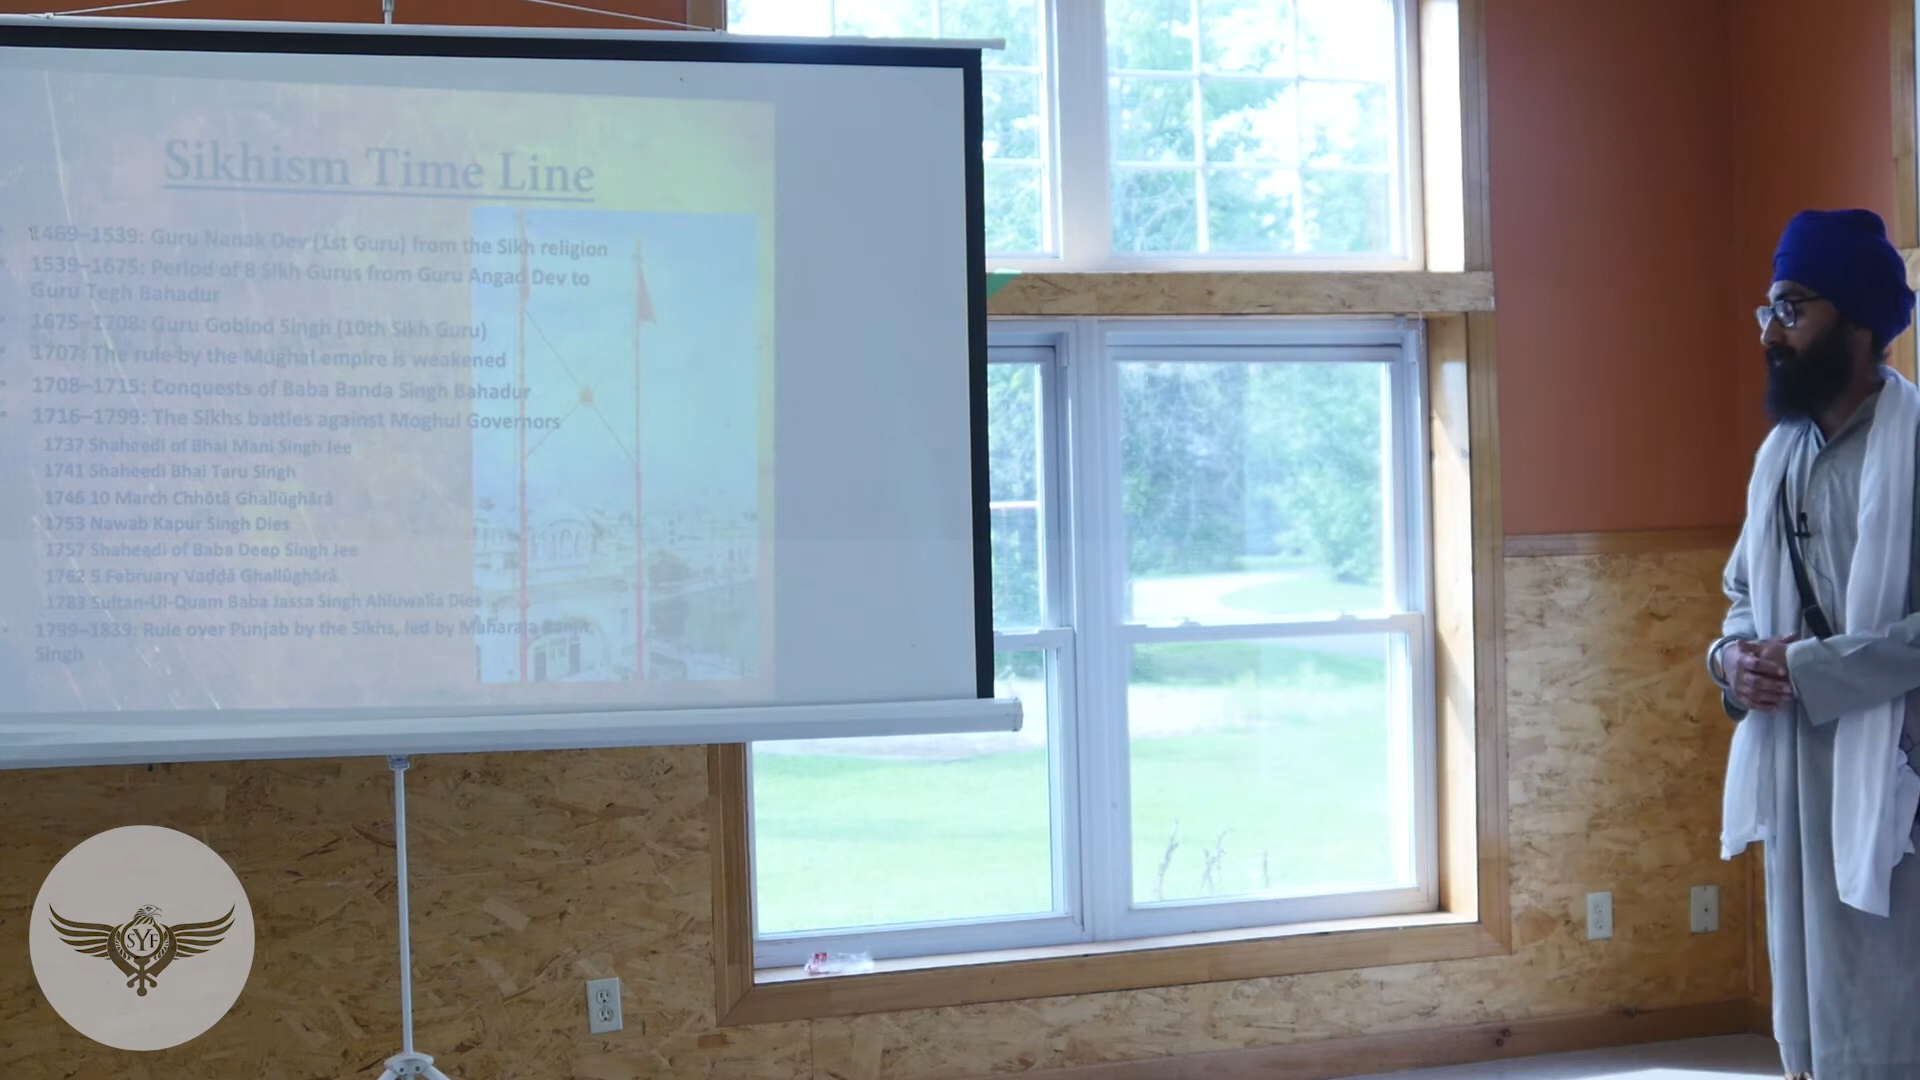 Sikhism Time Line
• 1469–1539: Guru Nanak Dev (1st Guru) from the Sikh religion
• 1539–1675: Period of 8 Sikh Gurus from Guru Angad Dev to
Guru Tegh Bahadur
• 1675–1708: Guru Gobind Singh (10th Sikh Guru)
• 1707: The rule by the Mughal empire is weakened
• 1708–1715: Conquests of Baba Banda Singh Bahadur
• 1716–1799: The Sikhs battles against Moghul Governors
1737 Shaheedi of Bhai Mani Singh Jee
1741 Shaheedi Bhai Taru Singh
1746 10 March Chhōtā Ghallūghārā
1753 Nawab Kapur Singh Dies
1757 Shaheedi of Baba Deep Singh Jee
1762 5 February Vaḍḍā Ghallūghārā
1783 Sultan-Ul-Quam Baba Jassa Singh Ahluwalia Dies
• 1799–1839: Rule over Punjab by the Sikhs, led by Maharaja Ranjit
Singh
SYF